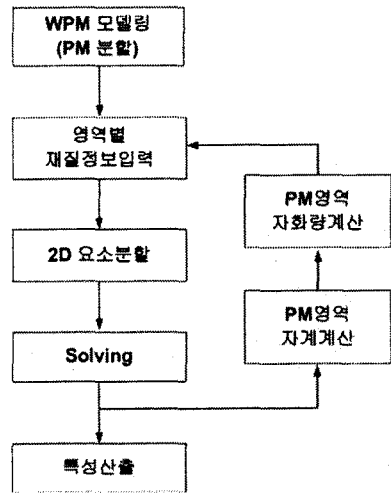 WPM 모델링
(PM 분할)
영역별
재질정보입력
2D 요소분할
Solving
특성산출
PM영역
자화량계산
PM영역
자계계산